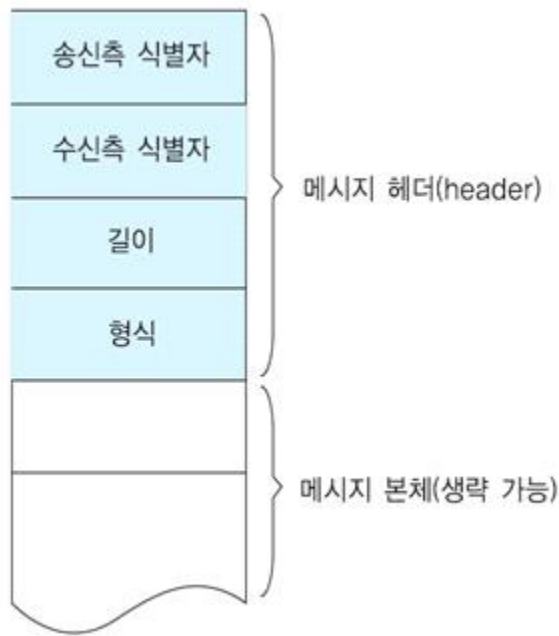 송신측 식별자
수신측 식별자
길이
형식
메시지 헤더(header)
메시지 본체(생략 가능)